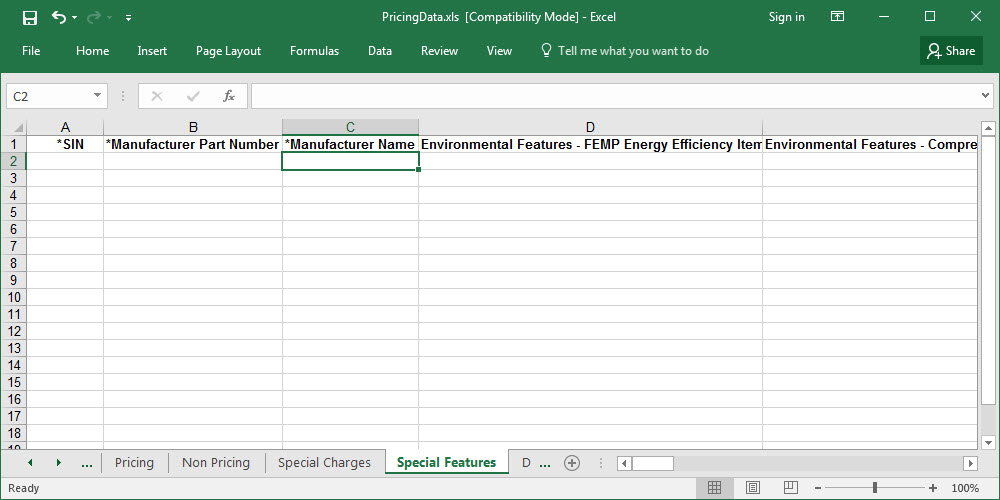 PricingData.xls [Compatibility Mode] - Excel
Sign in
File Home Insert Page Layout Formulas Data Review View Tell me what you want to do Share
C2 fx
A B C D
1 *SIN *Manufacturer Part Number *Manufacturer Name Environmental Features - FEMP Energy Efficiency Item Environmental Features - Compre
2
3
4
5
6
7
8
9
10
11
12
13
14
15
16
17
18
19
... Pricing Non Pricing Special Charges Special Features D ...
Ready 100%